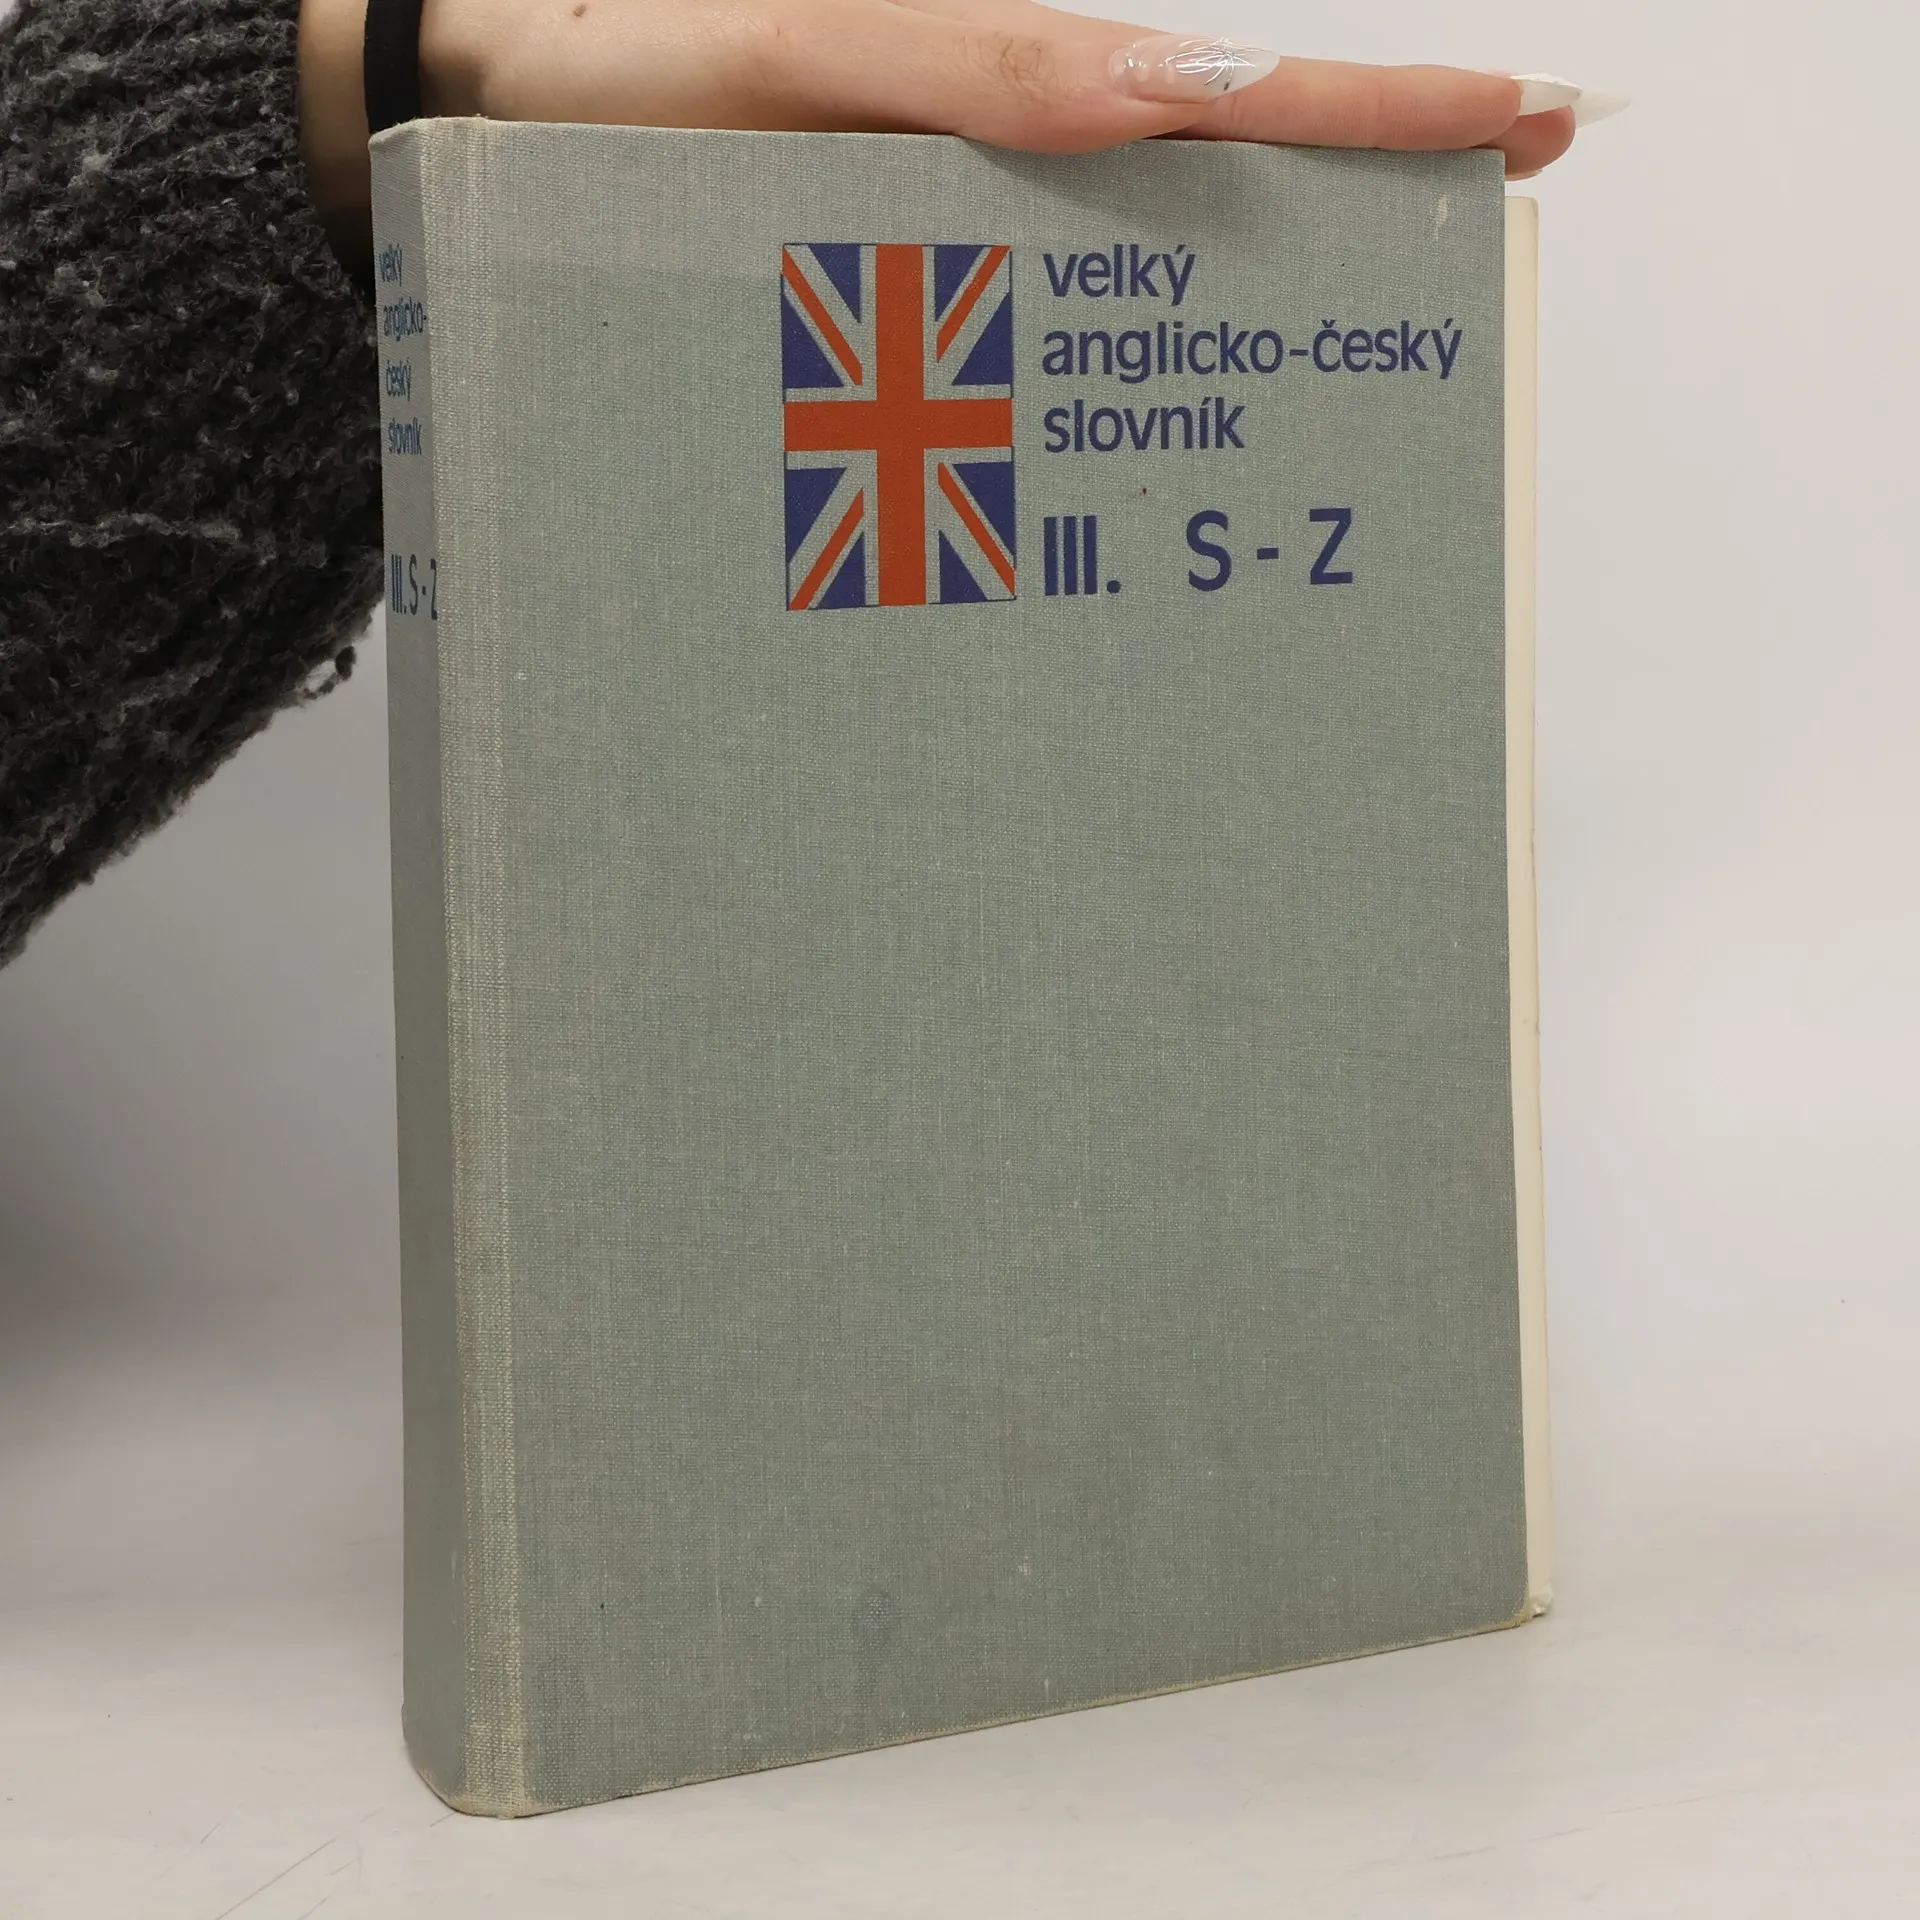 velký
anglicko-
český
slovník
III. S - Z
velký
anglicko-český
slovník
III. S - Z